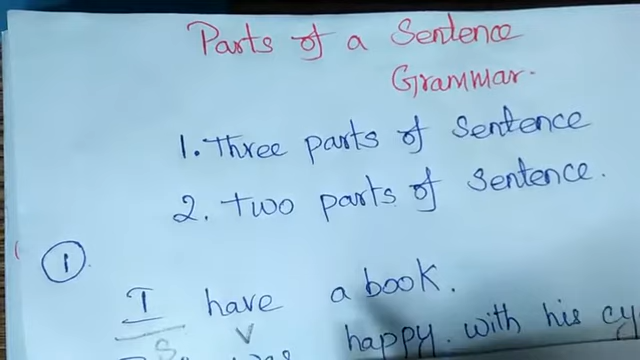 Parts of a Sentence
Grammar.
1. Three parts of Sentence
2. Two parts of Sentence.
1
I have a book.
S V
happy. with his